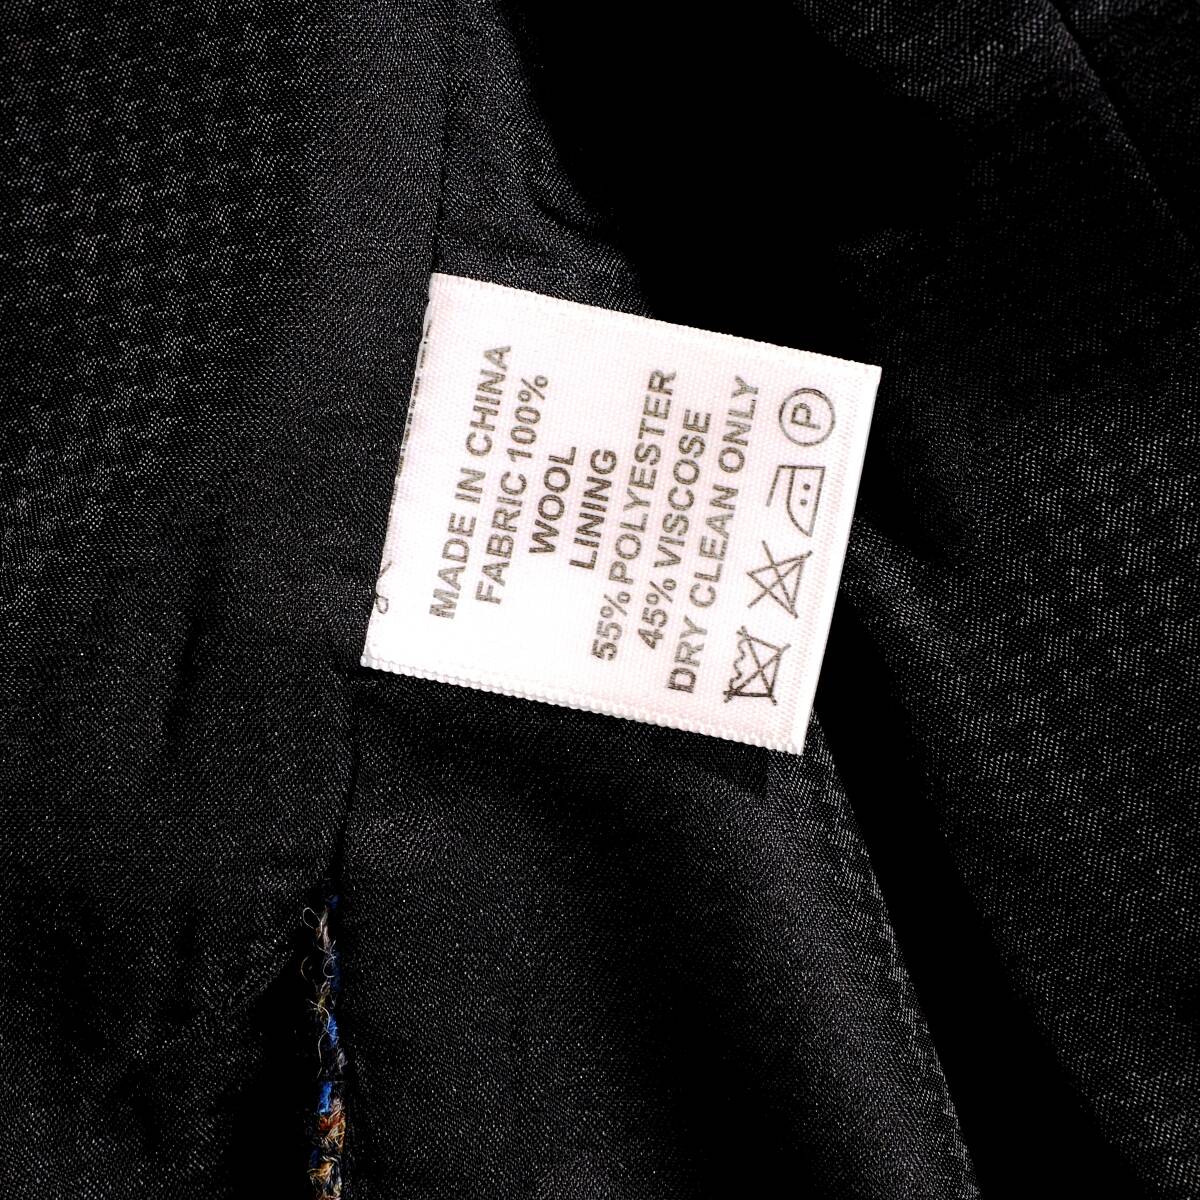 MADE IN CHINA
FABRIC 100%
WOOL
LINING
55% POLYESTER
45% VISCOSE
DRY CLEAN ONLY
P